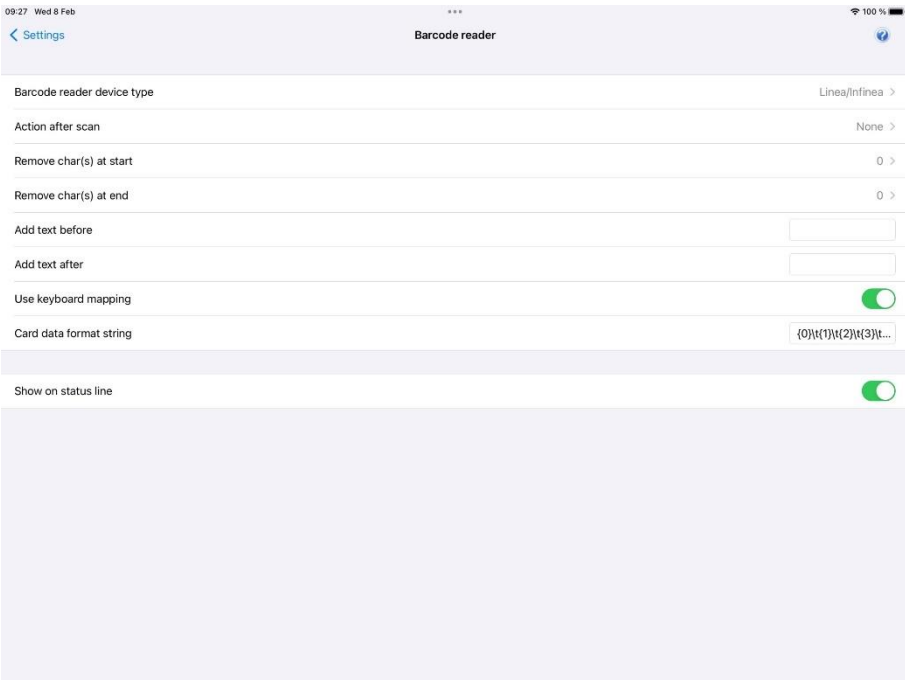 09:27 Wed 8 Feb
100 %
Settings
Barcode reader
?
Barcode reader device type Linea/Infinea
Action after scan None
Remove char(s) at start 0
Remove char(s) at end 0
Add text before
Add text after
Use keyboard mapping
Card data format string {0}\t{1}\t{2}\t{3}\t...
Show on status line